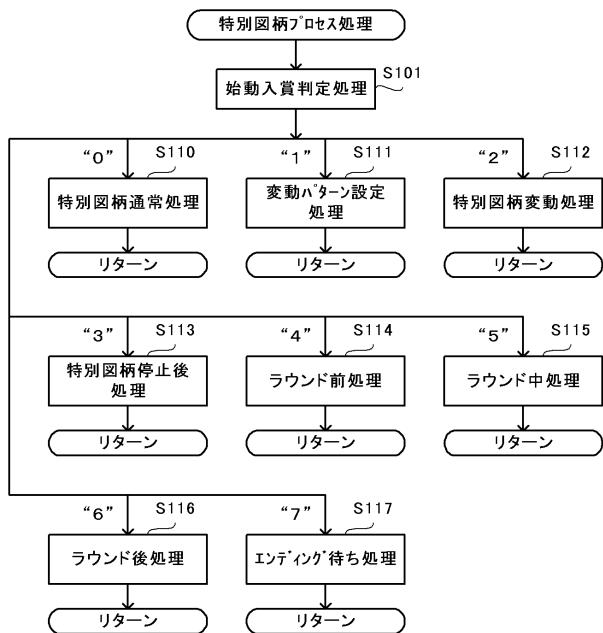 特別図柄プロセス処理
S101
始動入賞判定処理
“0”
S110
“1”
S111
“2”
S112
特別図柄通常処理
変動パターン設定
処理
特別図柄変動処理
リターン
リターン
リターン
“3”
S113
“4”
S114
“5”
S115
特別図柄停止後
処理
ラウンド前処理
ラウンド中処理
リターン
リターン
リターン
“6”
S116
“7”
S117
ラウンド後処理
エンディング待ち処理
リターン
リターン